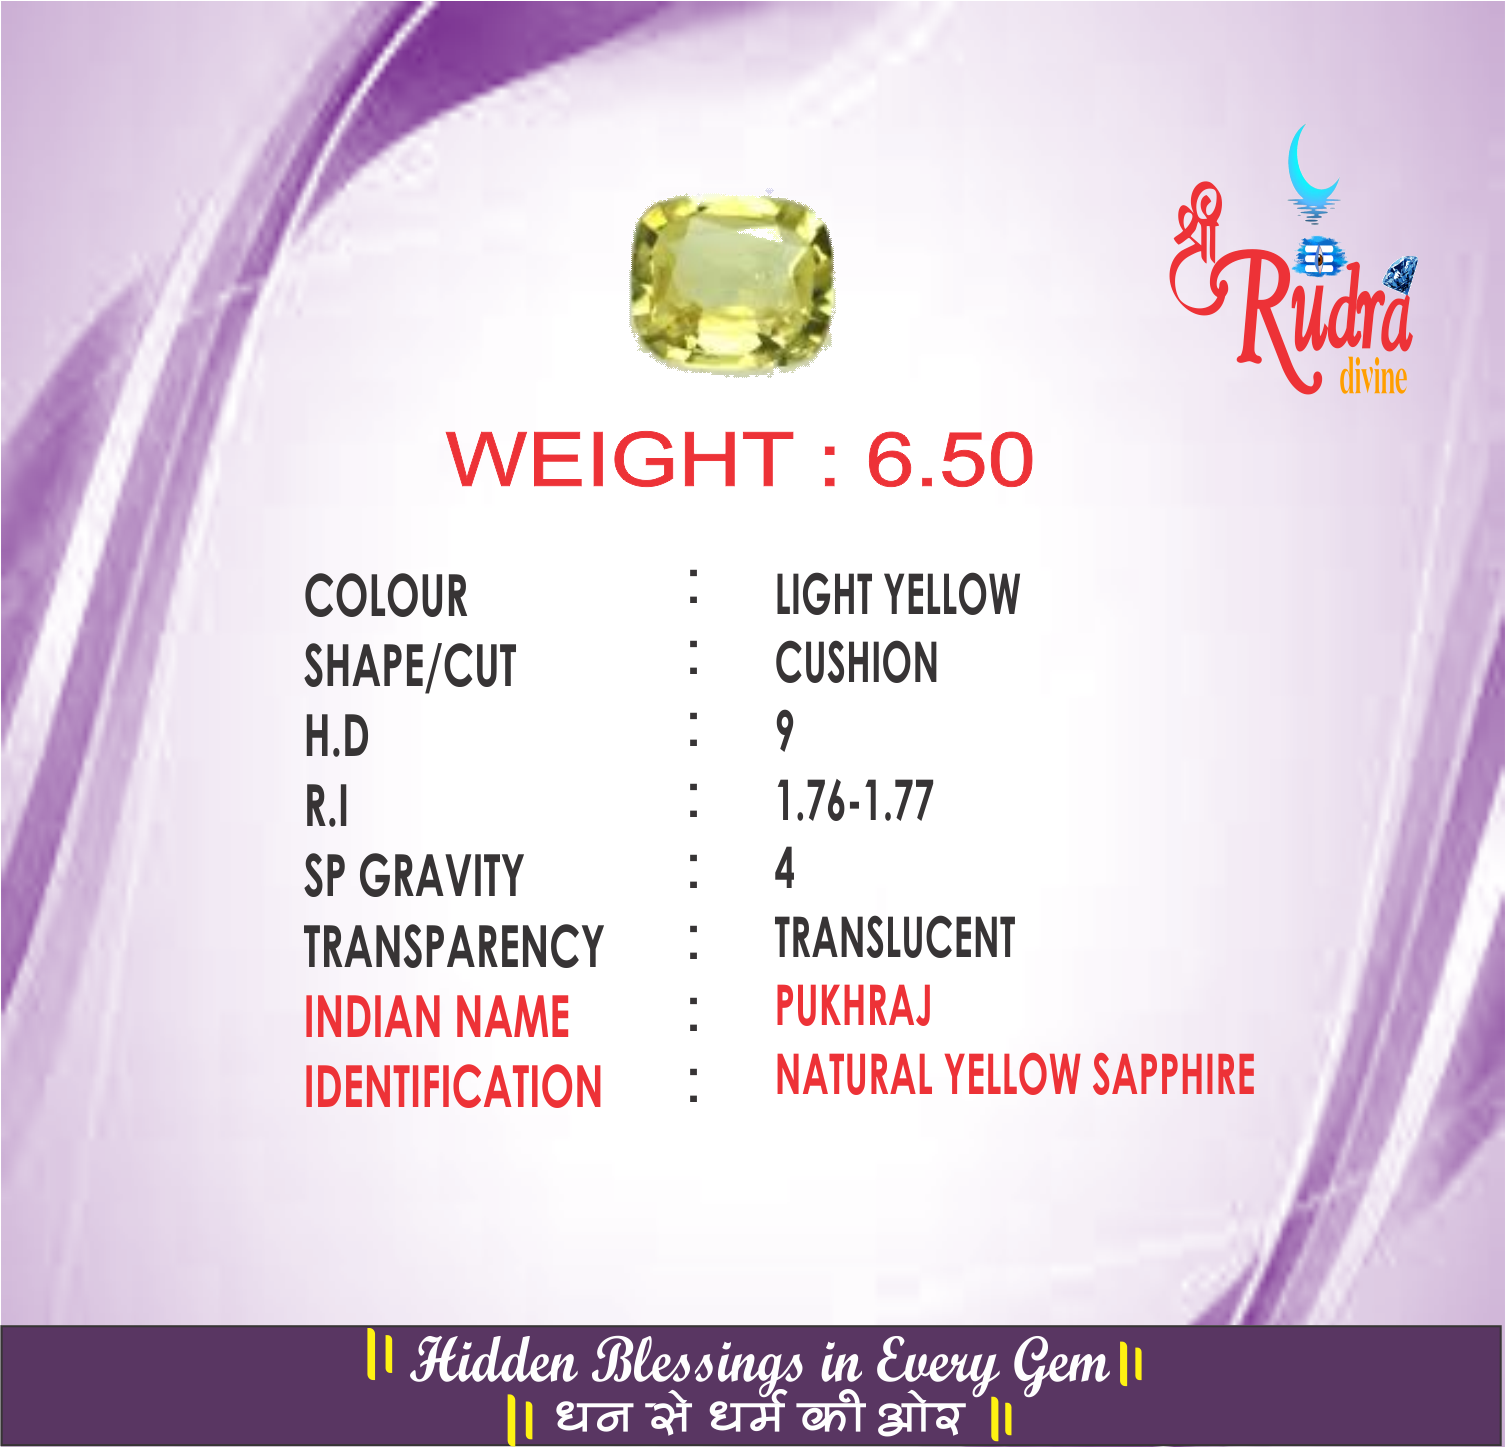 श्री
Rudra
divine
WEIGHT : 6.50
COLOUR : LIGHT YELLOW
SHAPE/CUT : CUSHION
H.D : 9
R.I : 1.76-1.77
SP GRAVITY : 4
TRANSPARENCY : TRANSLUCENT
INDIAN NAME : PUKHRAJ
IDENTIFICATION : NATURAL YELLOW SAPPHIRE
|| Hidden Blessings in Every Gem ||
|| धन से धर्म की ओर ||